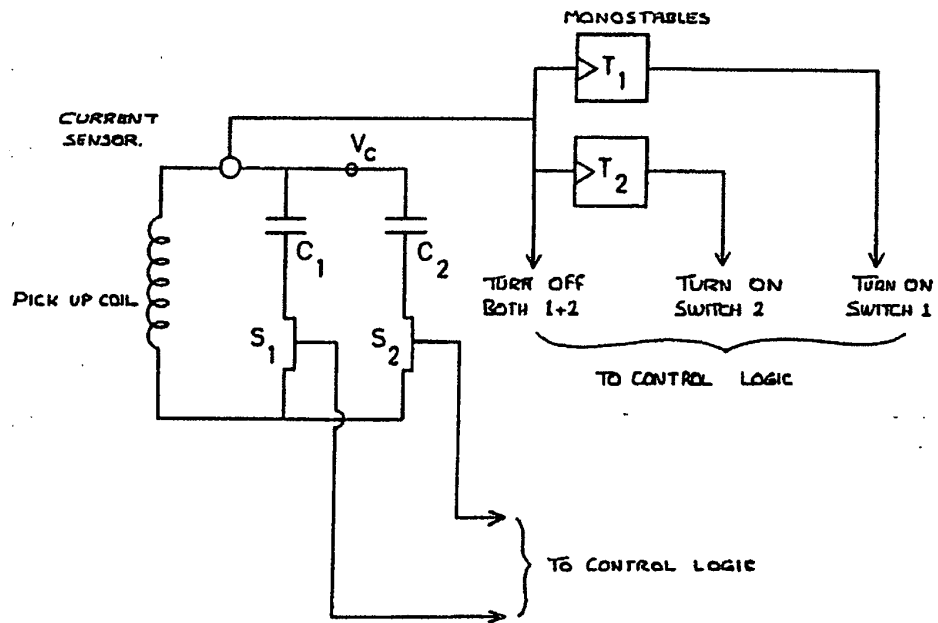 MONOSTABLES
T1
CURRENT
SENSOR.
VC
T2
C1
C2
PICK UP COIL
TURN OFF
BOTH 1+2
TURN ON
SWITCH 2
TURN ON
SWITCH 1
S1
S2
TO CONTROL LOGIC
TO CONTROL LOGIC